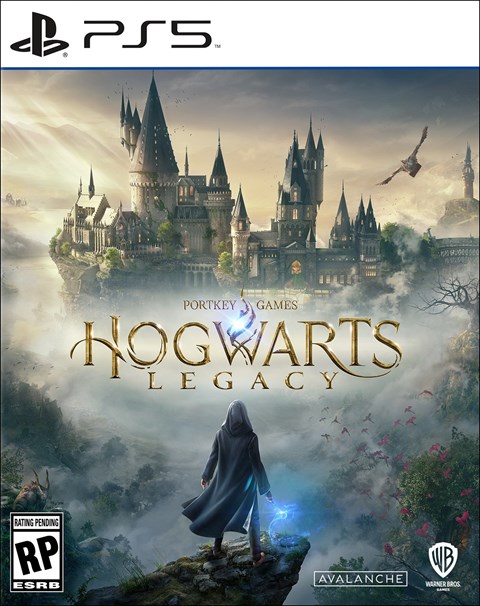 PS5
PORTKEY GAMES
HOGWARTS
LEGACY
RATING PENDING
RP
ESRB
AVALANCHE
WB
WARNER BROS.
GAMES